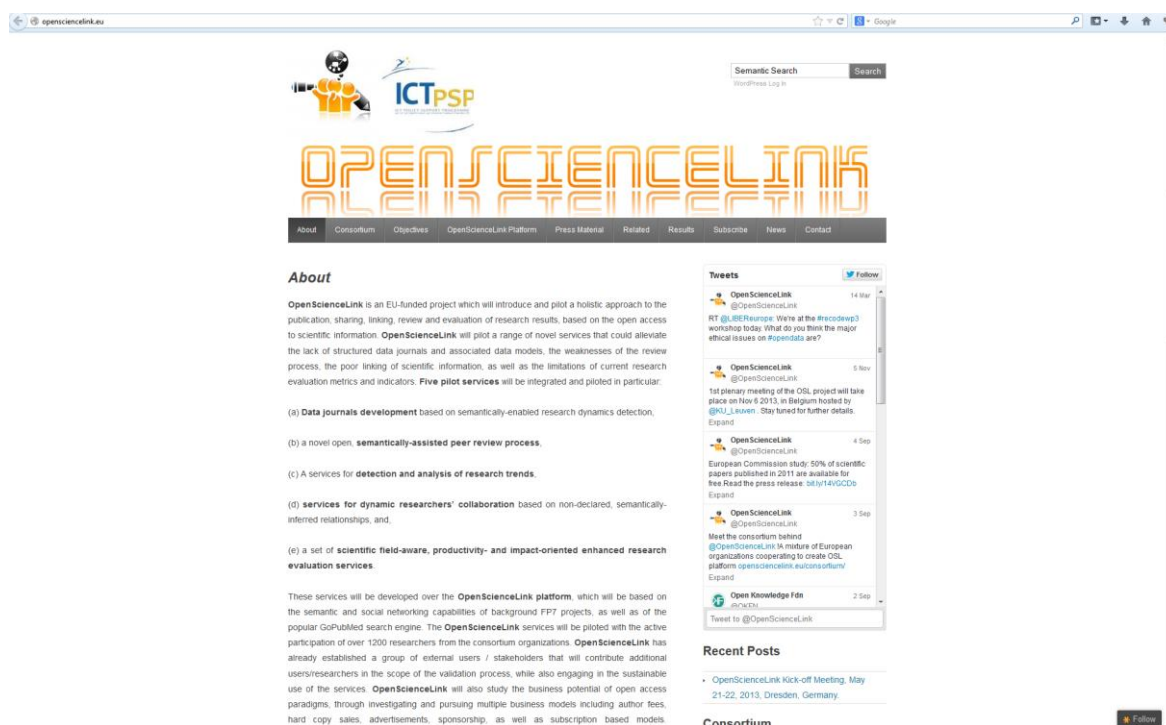 openscience​link.eu
Google
ICTPSP
ICT POLICY SUPPORT PROGRAMME
Semantic Search
Search
WordPress Log In
OPENSCIENCELINK
About Consortium Objectives OpenScienceLink Platform Press Material Related Results Subscribe News Contact
About
OpenScienceLink is an EU-funded project which will introduce and pilot a holistic approach to the
publication, sharing, linking, review and evaluation of research results, based on the open access
to scientific information. OpenScienceLink will pilot a range of novel services that could alleviate
the lack of structured data journals and associated data models, the weaknesses of the review
process, the poor linking of scientific information, as well as the limitations of current research
evaluation metrics and indicators. Five pilot services will be integrated and piloted in particular:
(a) Data journals development based on semantically-enabled research dynamics detection,
(b) a novel open, semantically-assisted peer review process,
(c) A services for detection and analysis of research trends,
(d) services for dynamic researchers' collaboration based on non-declared, semantically-
inferred relationships, and,
(e) a set of scientific field-aware, productivity- and impact-oriented enhanced research
evaluation services.
These services will be developed over the OpenScienceLink platform, which will be based on
the semantic and social networking capabilities of background FP7 projects, as well as of the
popular GoPubMed search engine. The OpenScienceLink services will be piloted with the active
participation of over 1200 researchers from the consortium organizations. OpenScienceLink has
already established a group of external users / stakeholders that will contribute additional
users/researchers in the scope of the validation process, while also engaging in the sustainable
use of the services. OpenScienceLink will also study the business potential of open access
paradigms, through investigating and pursuing multiple business models including author fees,
hard copy sales, advertisements, sponsorship, as well as subscription based models.
Tweets
Follow
OpenScienceLink 14 Mar
@OpenScienceLink
RT @LIBEReurope: We're at the #recodewp3
workshop today. What do you think the major
ethical issues on #opendata are?
OpenScienceLink 5 Nov
@OpenScienceLink
1st plenary meeting of the OSL project will take
place on Nov 6 2013, in Belgium hosted by
@KU_Leuven . Stay tuned for further details.
Expand
OpenScienceLink 4 Sep
@OpenScienceLink
European Commission study: 50% of scientific
papers published in 2011 are available for
free.Read the press release: bit.ly/14VGCDb
Expand
OpenScienceLink 3 Sep
@OpenScienceLink
Meet the consortium behind
@OpenScienceLink !A mixture of European
organizations cooperating to create OSL
platform opensciencelink.eu/consortium/
Expand
Open Knowledge Fdn 2 Sep
@OKFN
Tweet to @OpenScienceLink
Recent Posts
OpenScienceLink Kick-off Meeting, May
21-22, 2013, Dresden, Germany.
Consortium
Follow